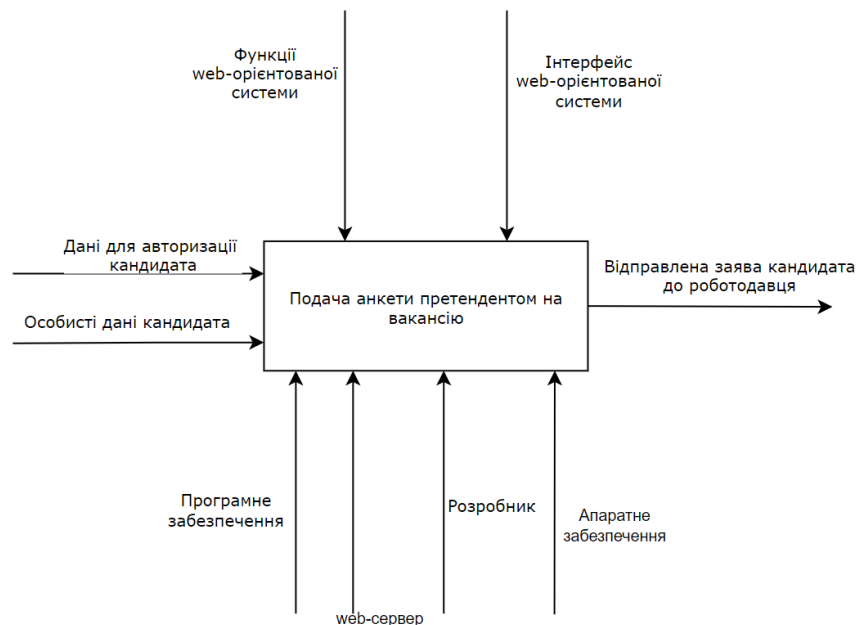 Функції
web-орієнтованої
системи
Інтерфейс
web-орієнтованої
системи
Дані для авторизації
кандидата
Особисті дані кандидата
Подача анкети претендентом на
вакансію
Відправлена заява кандидата
до роботодавця
Програмне
забезпечення
web-сервер
Розробник
Апаратне
забезпечення